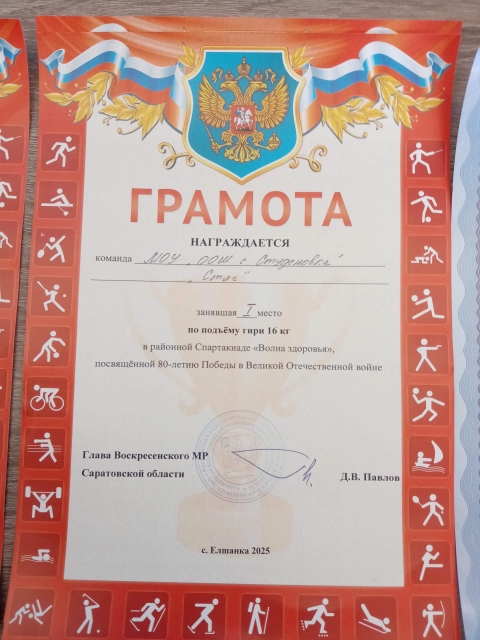 ГРАМОТА
НАГРАЖДАЕТСЯ
команда МОУ "ООШ с Студеновка"
"Стаг"
занявшая I место
по подъёму гири 16 кг
в районной Спартакиаде «Волна здоровья»,
посвящённой 80-летию Победы в Великой Отечественной войне
Глава Воскресенского МР
Саратовской области
Д.В. Павлов
с. Елшанка 2025